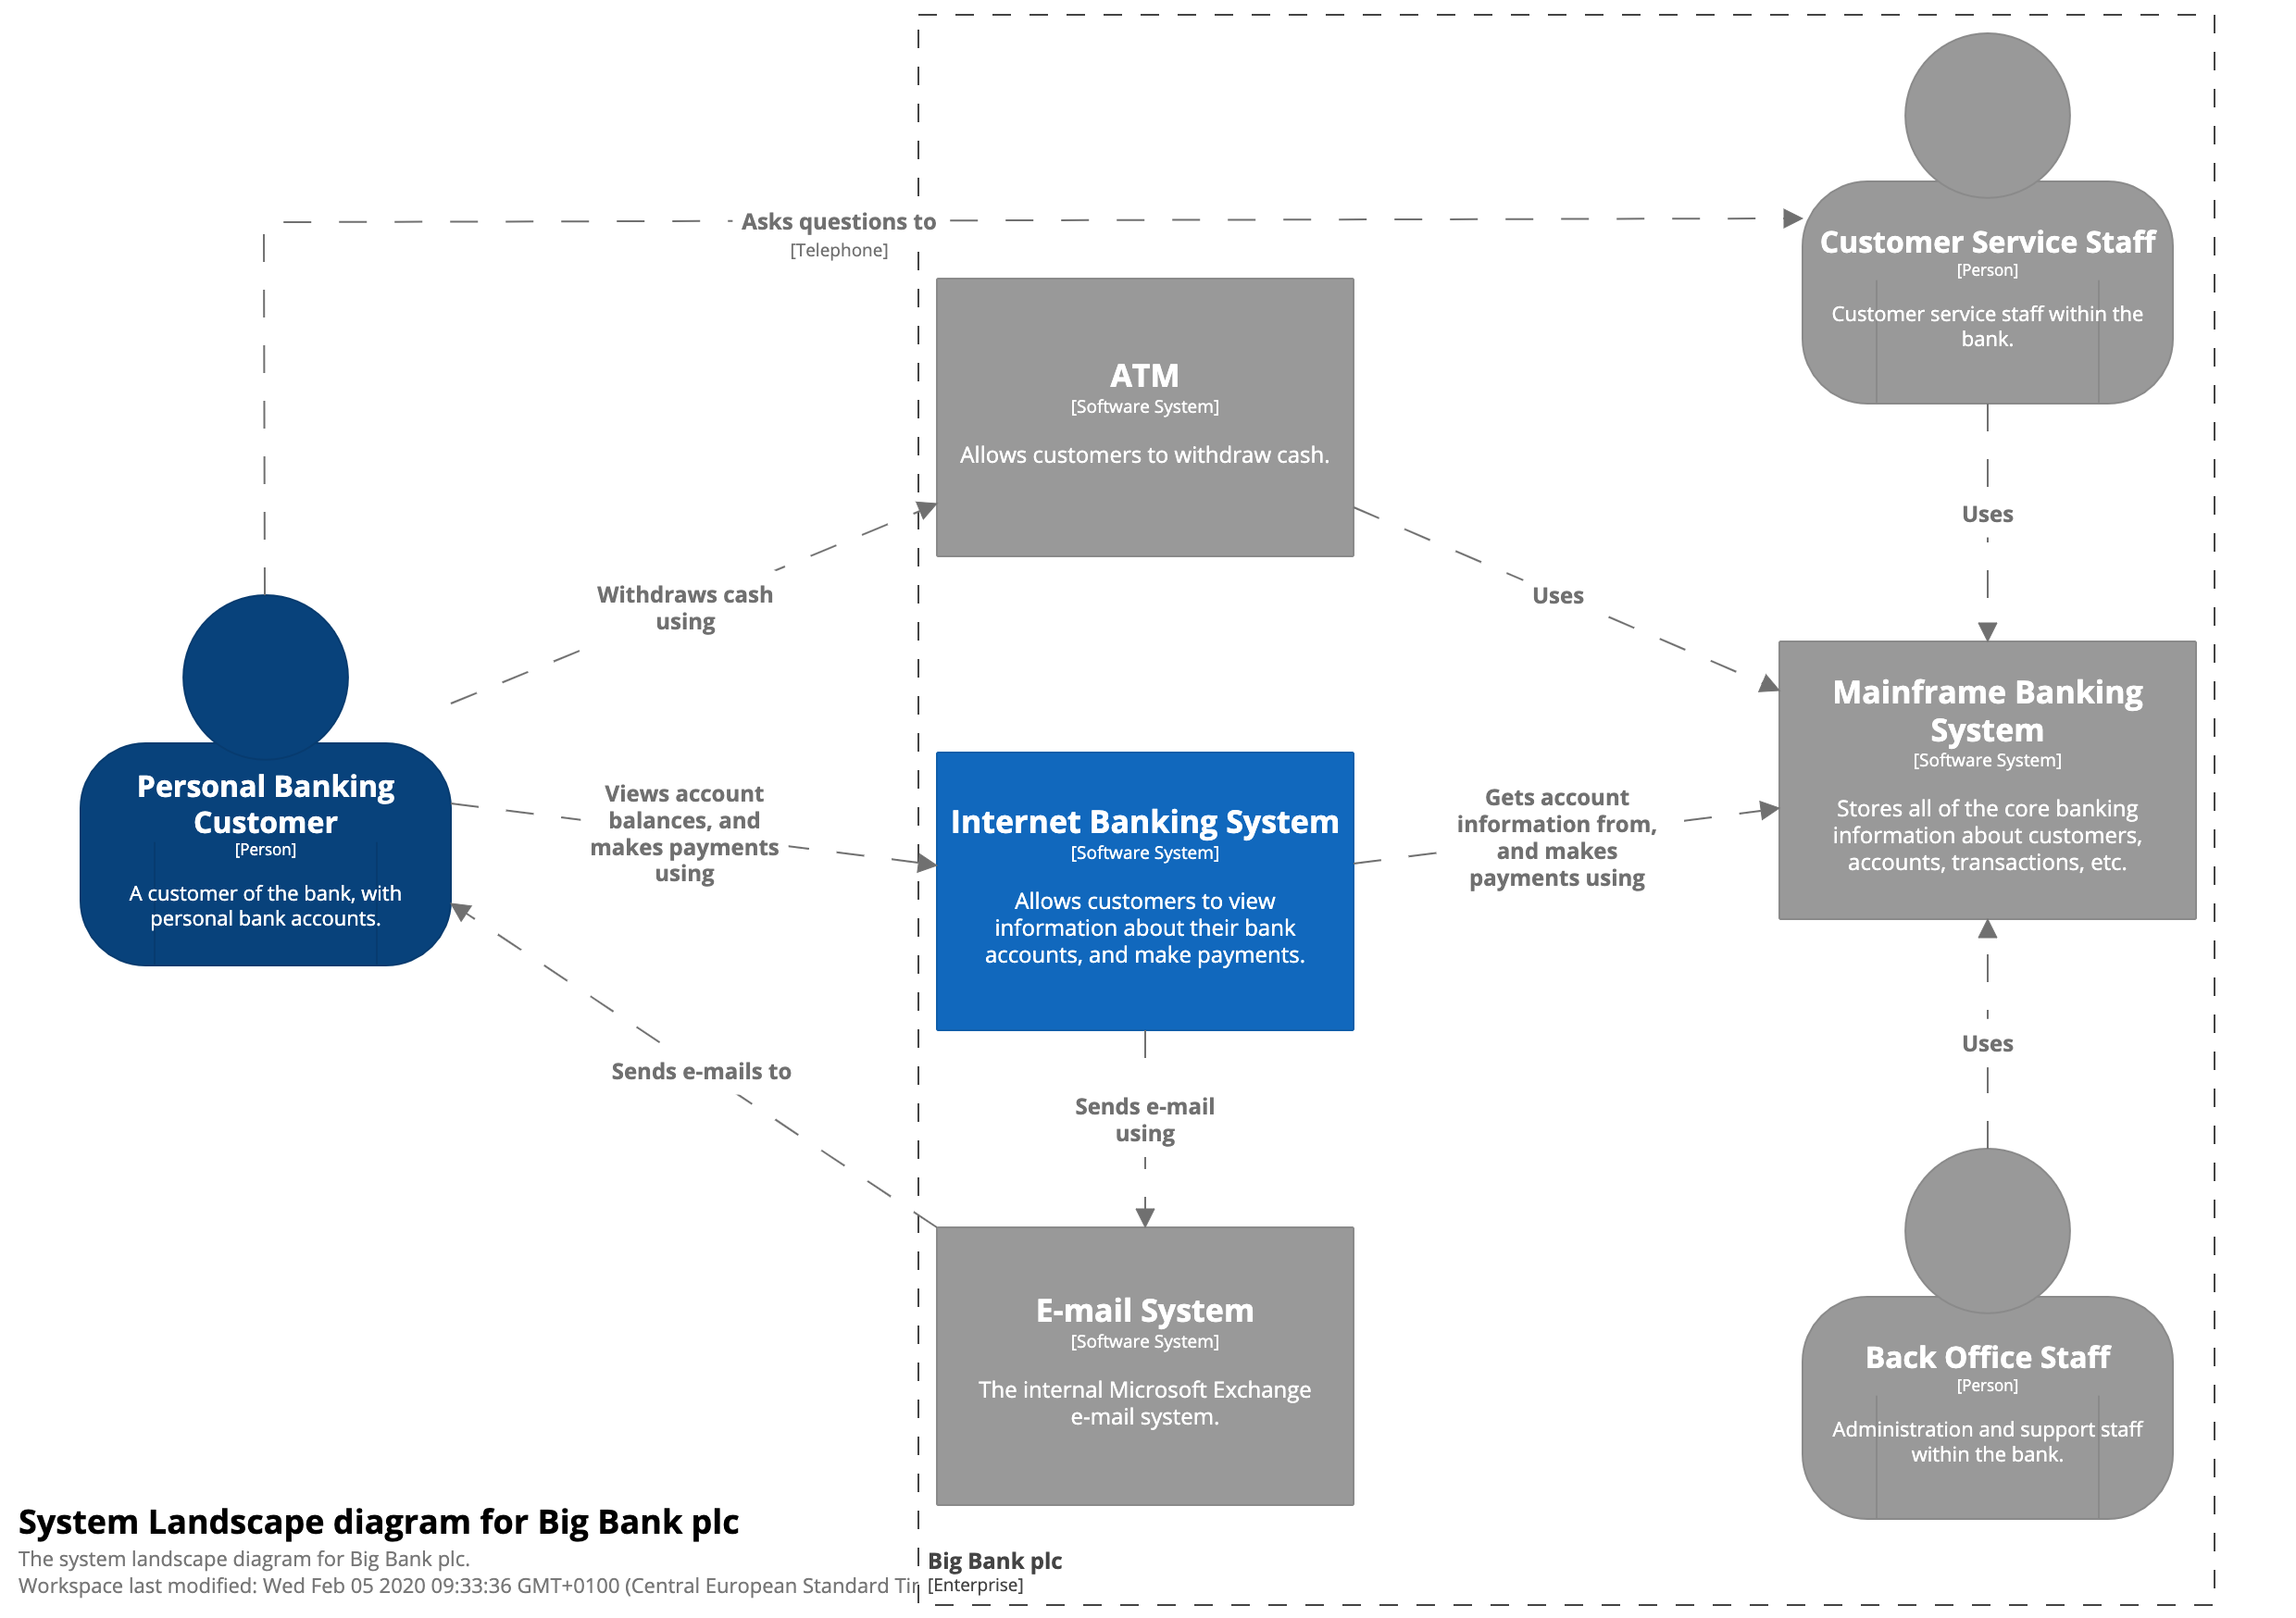 Asks questions to
[Telephone]
Customer Service Staff
[Person]
Customer service staff within the
bank.
ATM
[Software System]
Allows customers to withdraw cash.
Uses
Withdraws cash
using
Uses
Mainframe Banking
System
[Software System]
Stores all of the core banking
information about customers,
accounts, transactions, etc.
Personal Banking
Customer
[Person]
A customer of the bank, with
personal bank accounts.
Views account
balances, and
makes payments
using
Internet Banking System
[Software System]
Allows customers to view
information about their bank
accounts, and make payments.
Gets account
information from,
and makes
payments using
Sends e-mails to
Sends e-mail
using
Uses
E-mail System
[Software System]
The internal Microsoft Exchange
e-mail system.
Back Office Staff
[Person]
Administration and support staff
within the bank.
System Landscape diagram for Big Bank plc
The system landscape diagram for Big Bank plc.
Workspace last modified: Wed Feb 05 2020 09:33:36 GMT+0100 (Central European Standard
Big Bank plc
[Enterprise]